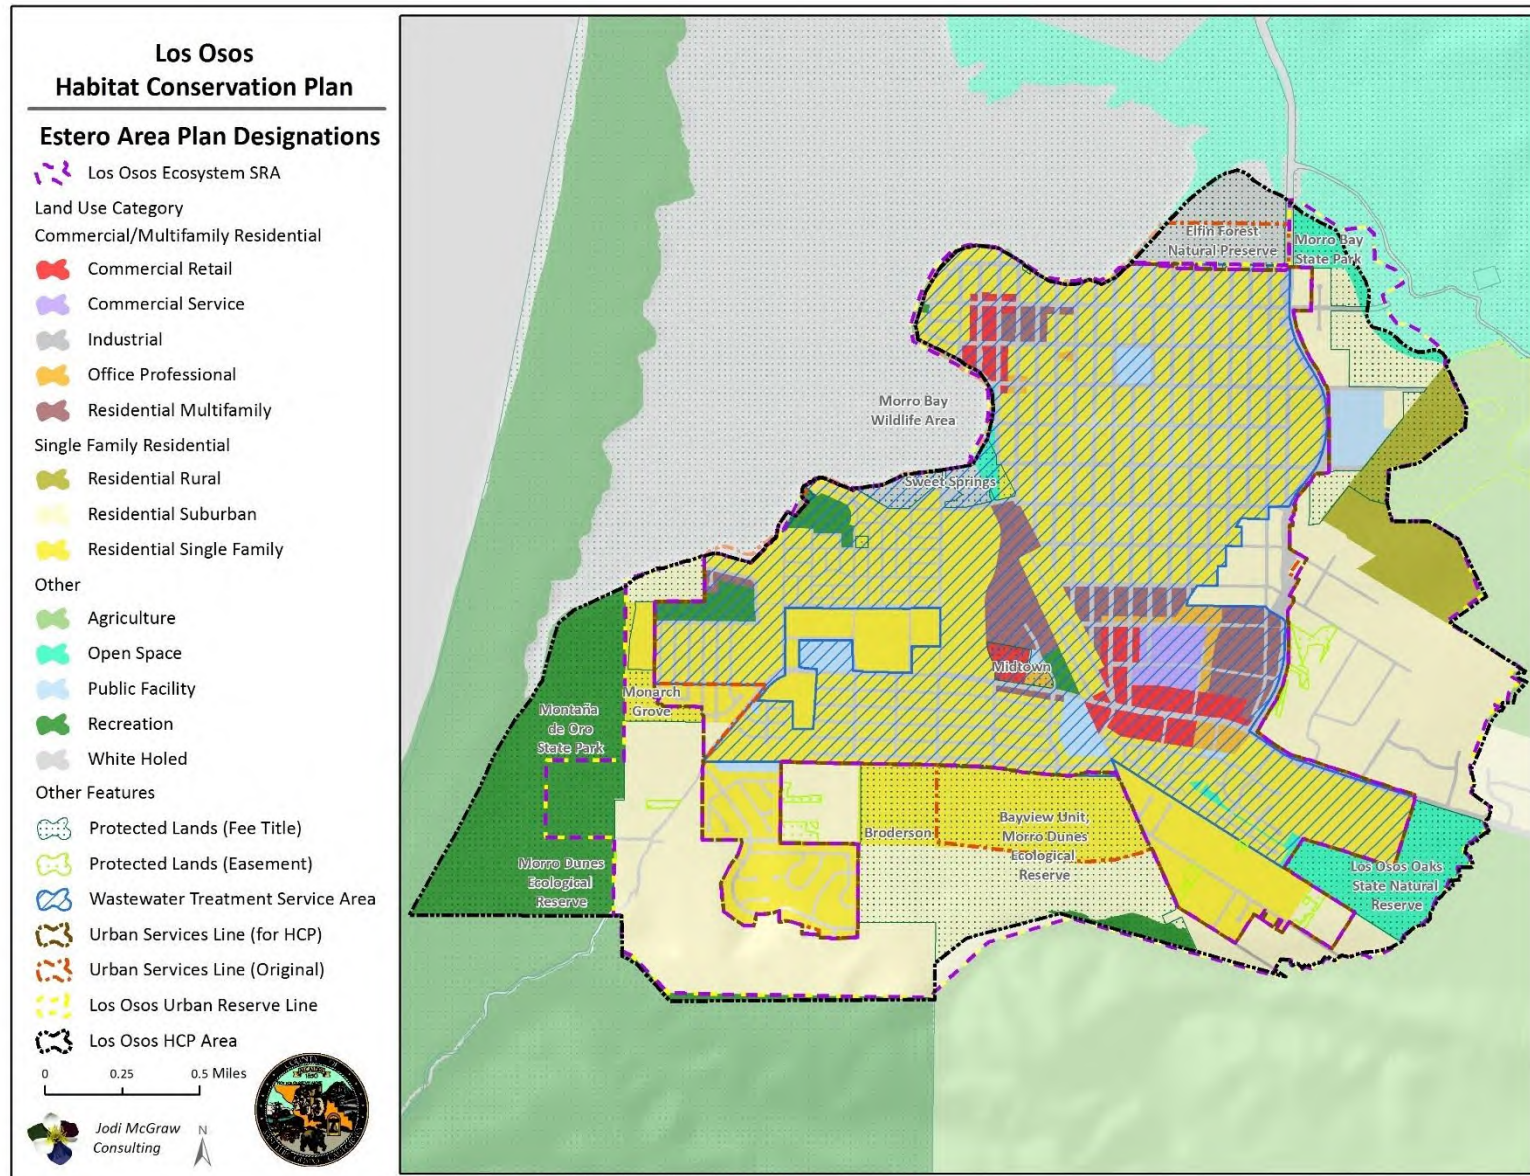 Los Osos
Habitat Conservation Plan
Estero Area Plan Designations
Los Osos Ecosystem SRA
Land Use Category
Commercial/Multifamily Residential
Commercial Retail
Commercial Service
Industrial
Office Professional
Residential Multifamily
Single Family Residential
Residential Rural
Residential Suburban
Residential Single Family
Other
Agriculture
Open Space
Public Facility
Recreation
White Holed
Other Features
Protected Lands (Fee Title)
Protected Lands (Easement)
Wastewater Treatment Service Area
Urban Services Line (for HCP)
Urban Services Line (Original)
Los Osos Urban Reserve Line
Los Osos HCP Area
0 0.25 0.5 Miles
Jodi McGraw
Consulting
N
Elfin Forest
Natural Preserve
Morro Bay
State Park
Morro Bay
Wildlife Area
Sweet Springs
Midtown
Monarch
Grove
Montaña
de Oro
State Park
Broderson
Bayview Unit,
Morro Dunes
Ecological
Reserve
Morro Dunes
Ecological
Reserve
Los Osos Oaks
State Natural
Reserve